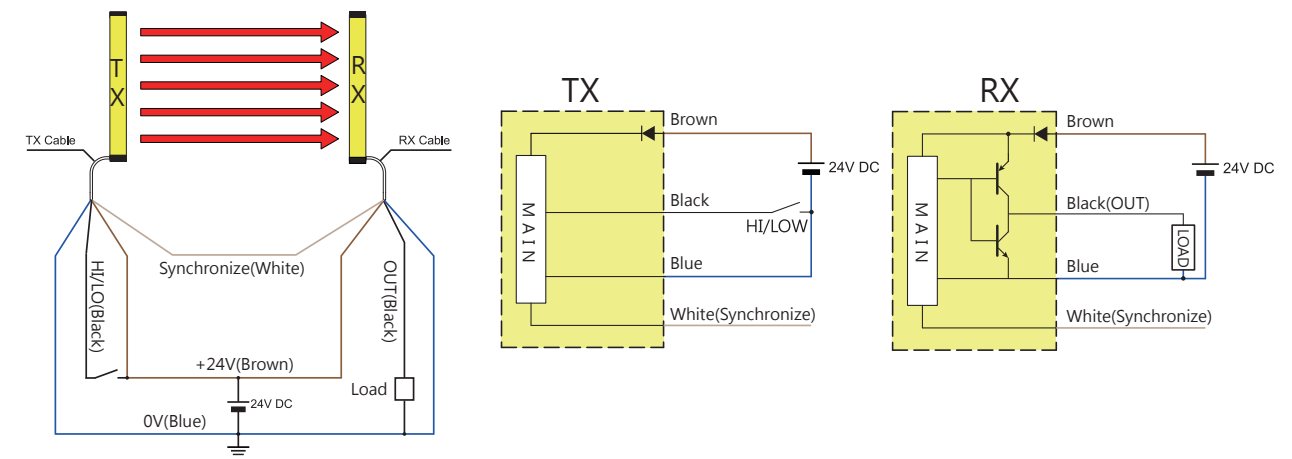 TX
RX
TX Cable
RX Cable
Synchronize(White)
HI/LO(Black)
OUT(Black)
+24V(Brown)
Load
24V DC
0V(Blue)
TX
Brown
24V DC
MAIN
Black
HI/LOW
Blue
White(Synchronize)
RX
Brown
24V DC
MAIN
Black(OUT)
LOAD
Blue
White(Synchronize)